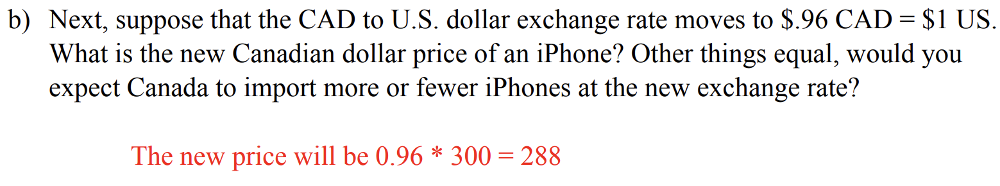 b) Next, suppose that the CAD to U.S. dollar exchange rate moves to $.96 CAD = $1 US.
What is the new Canadian dollar price of an iPhone? Other things equal, would you
expect Canada to import more or fewer iPhones at the new exchange rate?
The new price will be 0.96 * 300 = 288